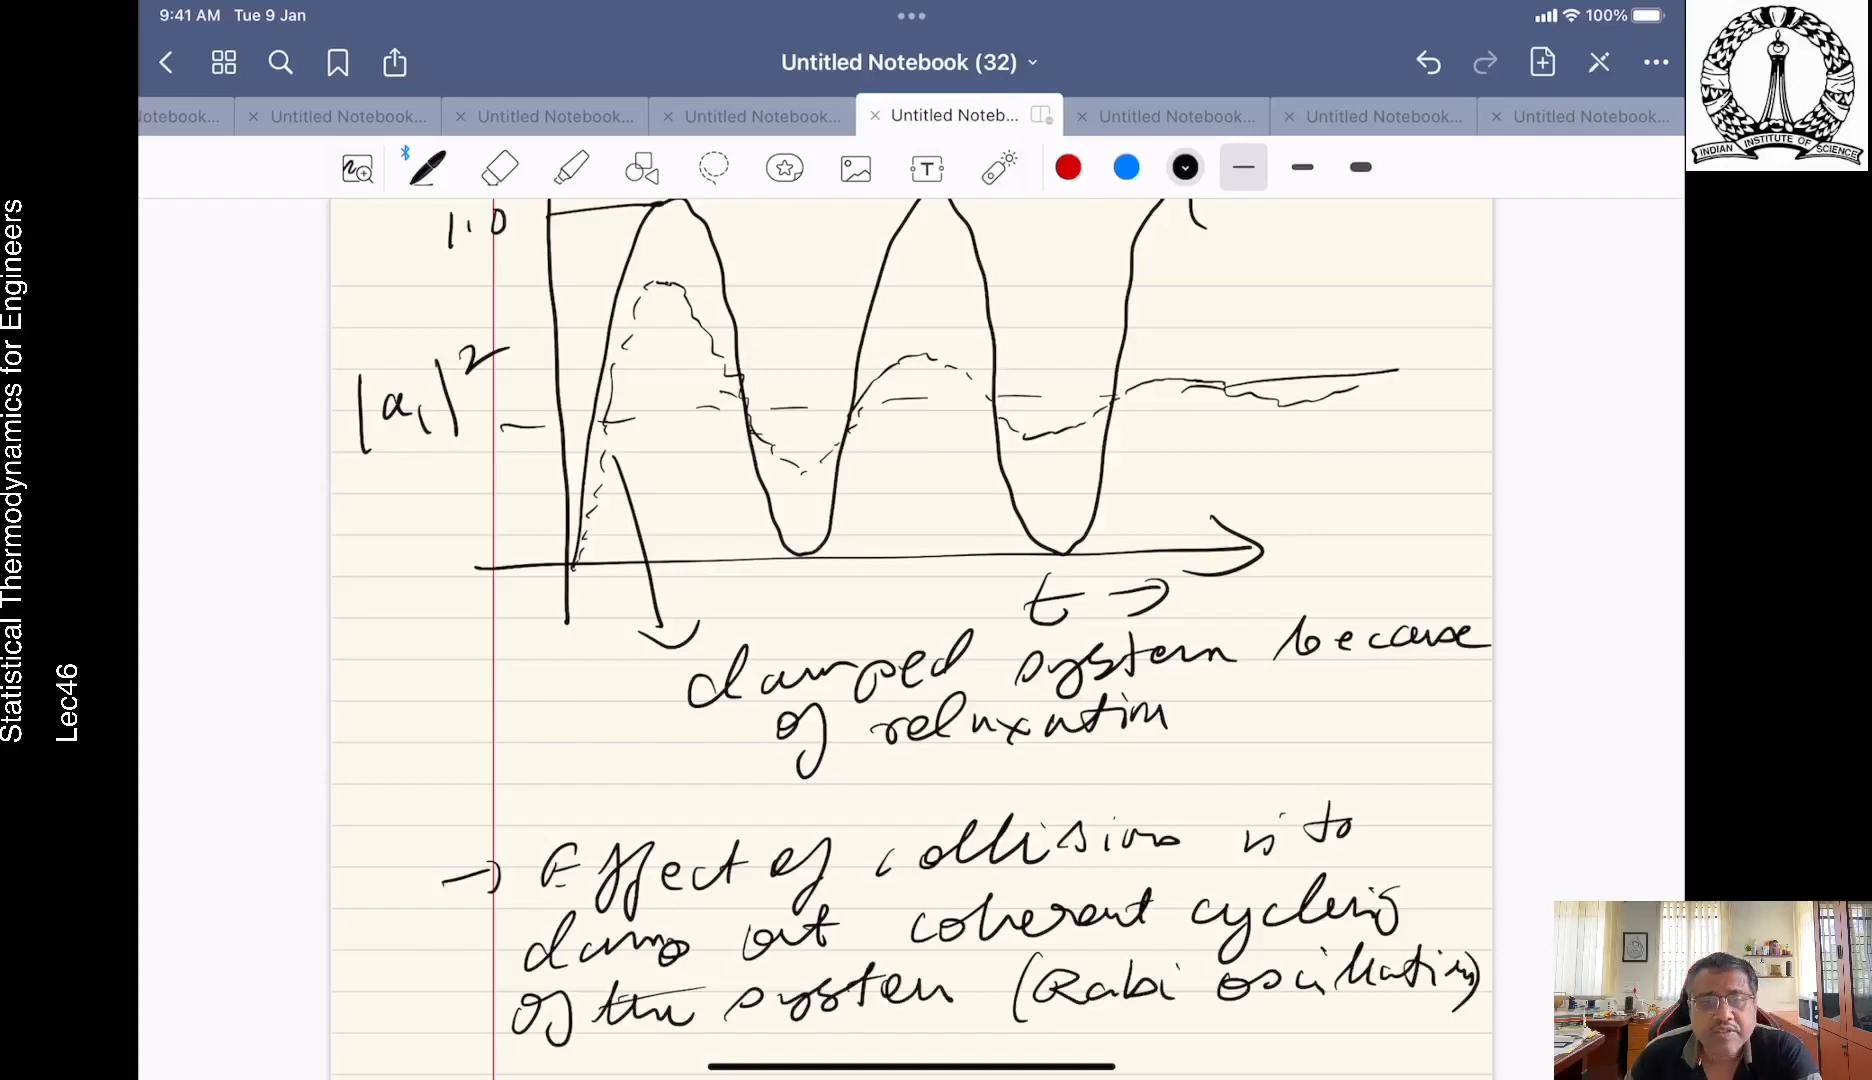 9:41 AM Tue 9 Jan
100%
Untitled Notebook (32)
otebook...
Untitled Notebook...
Untitled Notebook...
Untitled Notebook...
Untitled Noteb...
Untitled Notebook...
Untitled Notebook...
Untitled Notebook...
INDIAN INSTITUTE OF SCIENCE
Statistical Thermodynamics for Engineers
Lec46
1.0
|a₁|²
t →
damped system because
of relaxation
→ Effect of collisions is to
damp out coherent cycling
of the system (Rabi oscillation)